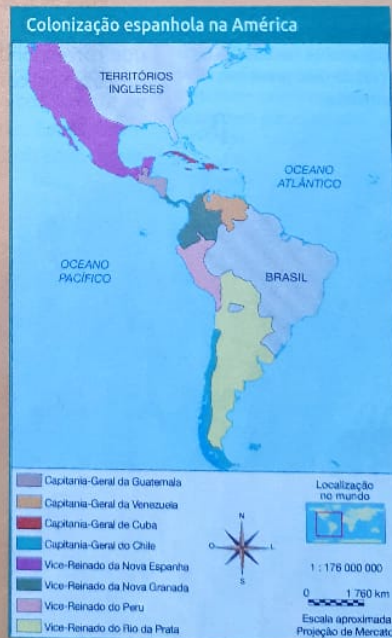 Colonização espanhola na América
TERRITÓRIOS
INGLESES
OCEANO
ATLÂNTICO
OCEANO
PACÍFICO
BRASIL
Capitania-Geral da Guatemala
Capitania-Geral da Venezuela
Capitania-Geral de Cuba
Capitania-Geral do Chile
Vice-Reinado da Nova Espanha
Vice-Reinado da Nova Granada
Vice-Reinado do Peru
Vice-Reinado do Rio da Prata
N
O
L
S
Localização
no mundo
1 : 176 000 000
0 1 760 km
Escala aproximada
Projeção de Mercato